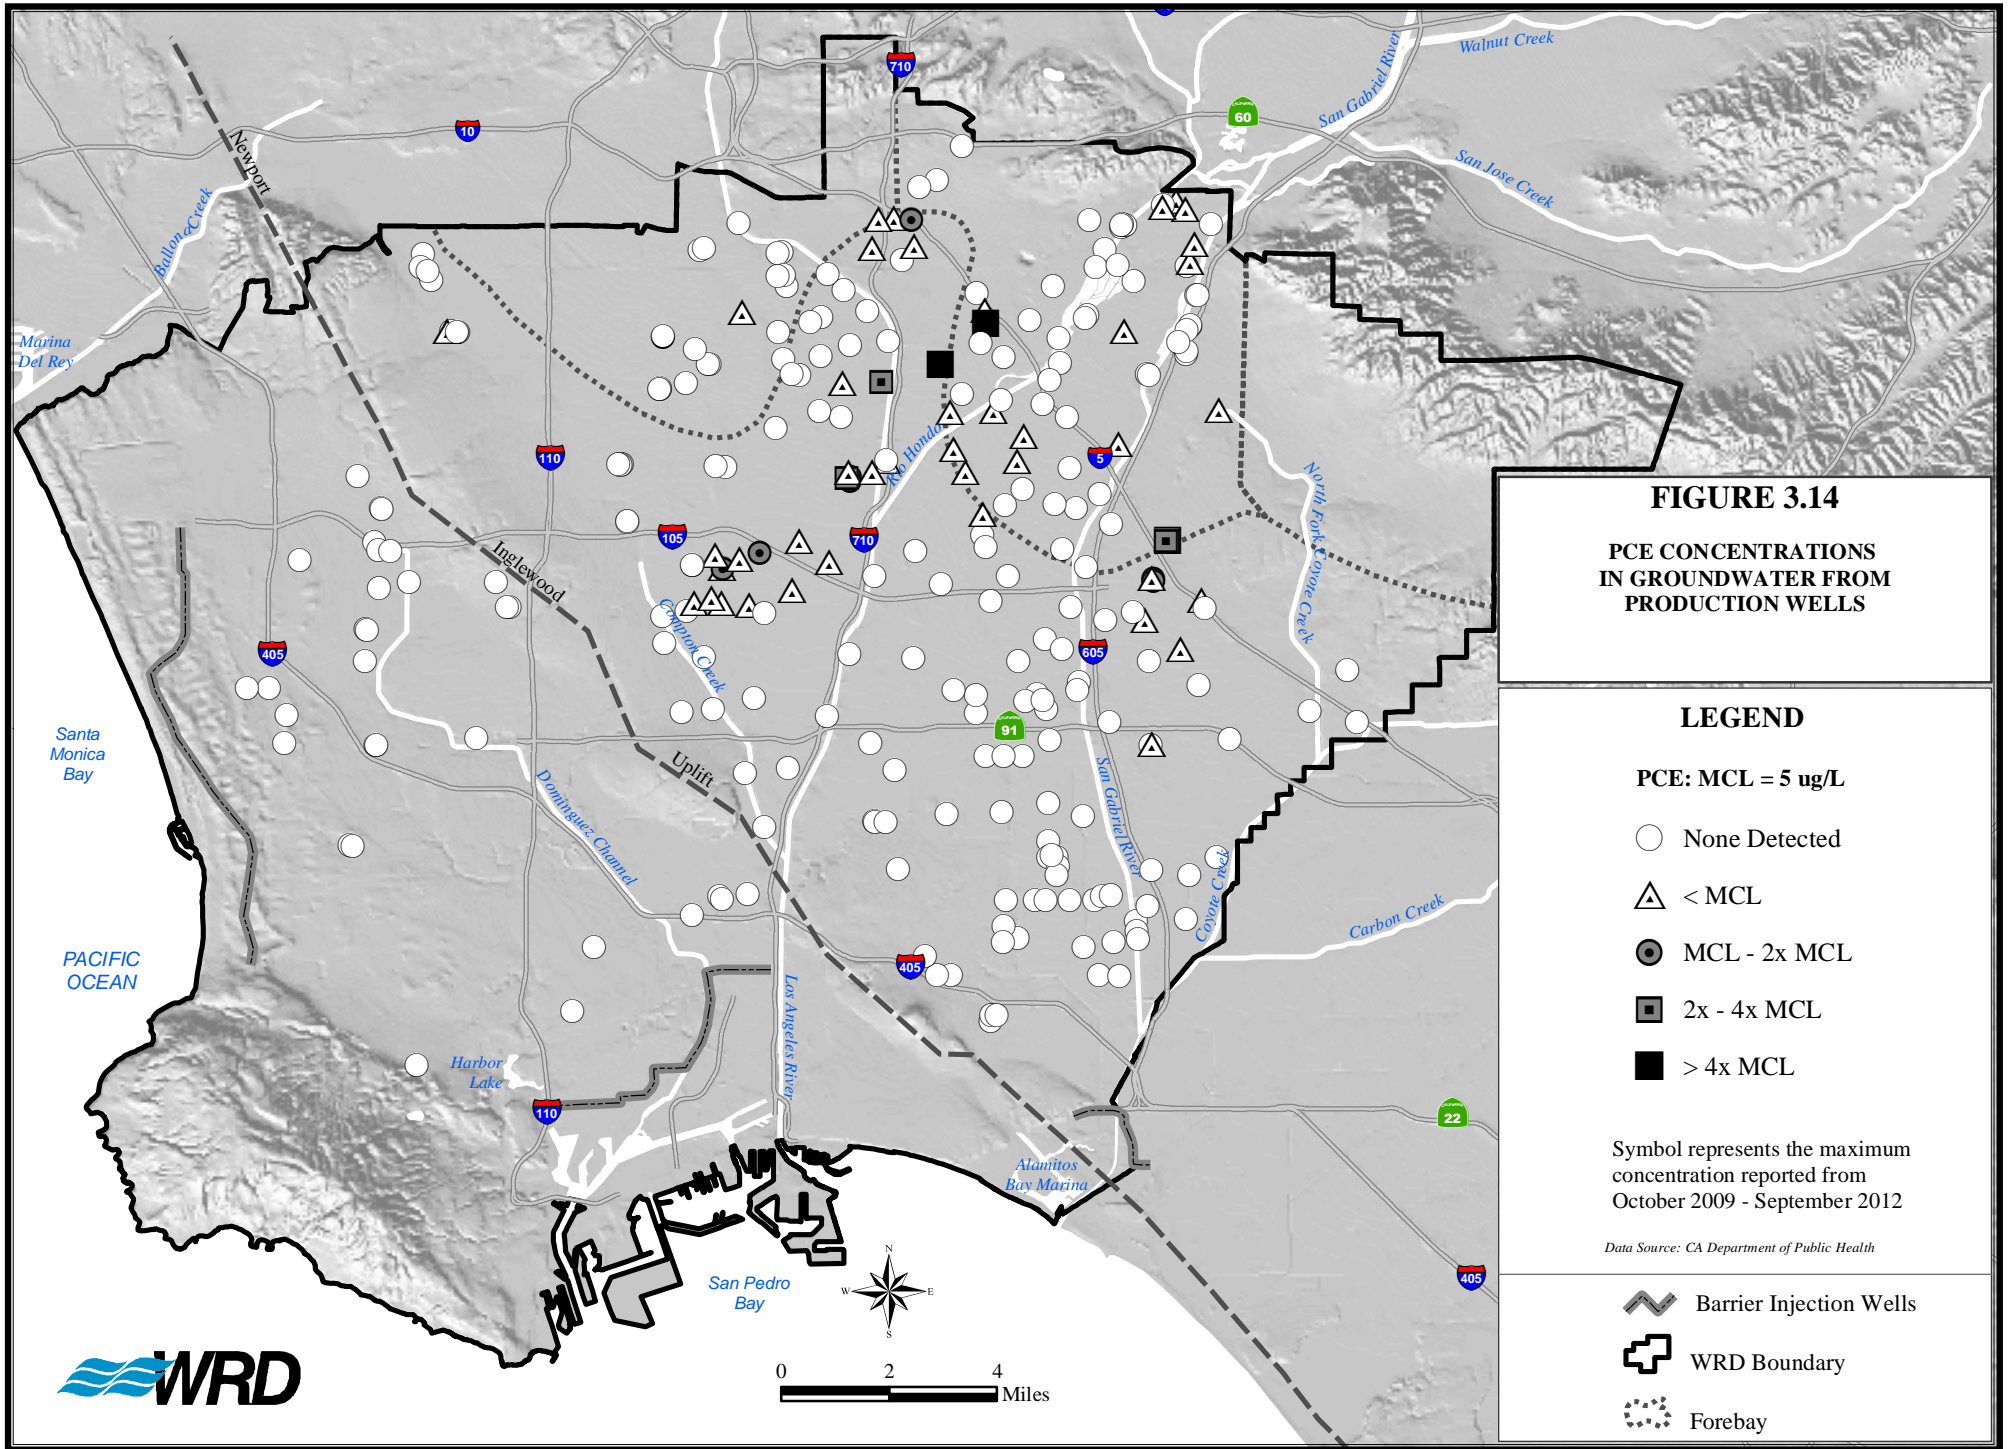 710
Walnut Creek
San Gabriel River
10
60
Newport
San Jose Creek
Ballona Creek
Marina
Del Rey
110
Rio Hondo
5
North Fork Coyote Creek
105
710
Inglewood
Compton Creek
405
605
Santa
Monica
Bay
91
Uplift
Dominguez Channel
San Gabriel River
Coyote Creek
Carbon Creek
PACIFIC
OCEAN
405
Los Angeles River
Harbor
Lake
110
22
Alamitos
Bay Marina
San Pedro
Bay
405
N
W
E
S
0 2 4
Miles
WRD
FIGURE 3.14
PCE CONCENTRATIONS
IN GROUNDWATER FROM
PRODUCTION WELLS
LEGEND
PCE: MCL = 5 ug/L
None Detected
< MCL
MCL - 2x MCL
2x - 4x MCL
> 4x MCL
Symbol represents the maximum
concentration reported from
October 2009 - September 2012
Data Source: CA Department of Public Health
Barrier Injection Wells
WRD Boundary
Forebay